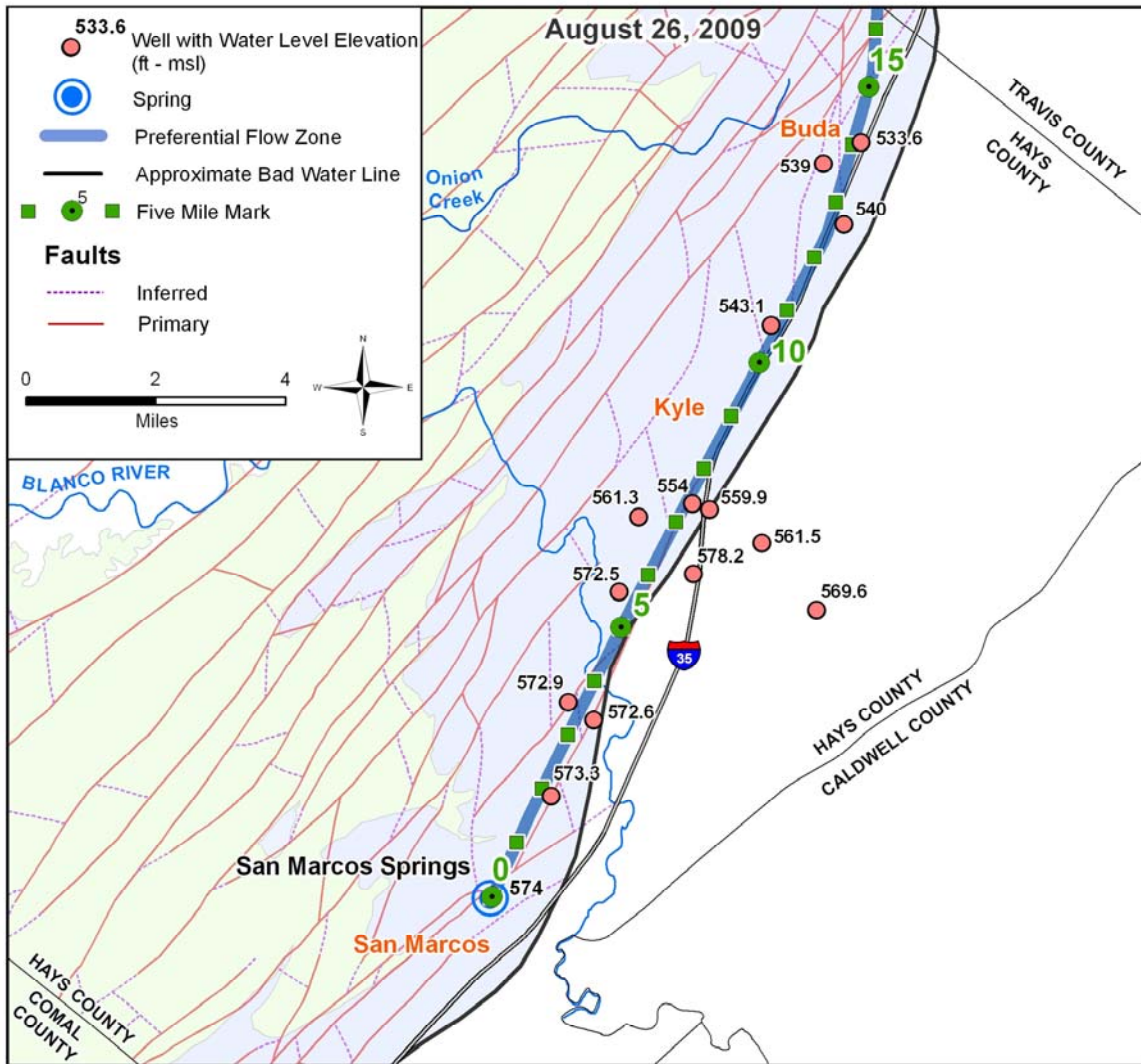 533.6
Well with Water Level Elevation
(ft - msl)
Spring
Preferential Flow Zone
Approximate Bad Water Line
5
Five Mile Mark
Faults
Inferred
Primary
0 2 4
Miles
N
W E
S
August 26, 2009
15
TRAVIS COUNTY
HAYS
COUNTY
Buda
533.6
539
Onion
Creek
540
543.1
10
Kyle
BLANCO RIVER
554
559.9
561.3
561.5
578.2
572.5
569.6
5
35
572.9
572.6
HAYS COUNTY
CALDWELL COUNTY
573.3
San Marcos Springs
0
574
San Marcos
HAYS COUNTY
COMAL
COUNTY